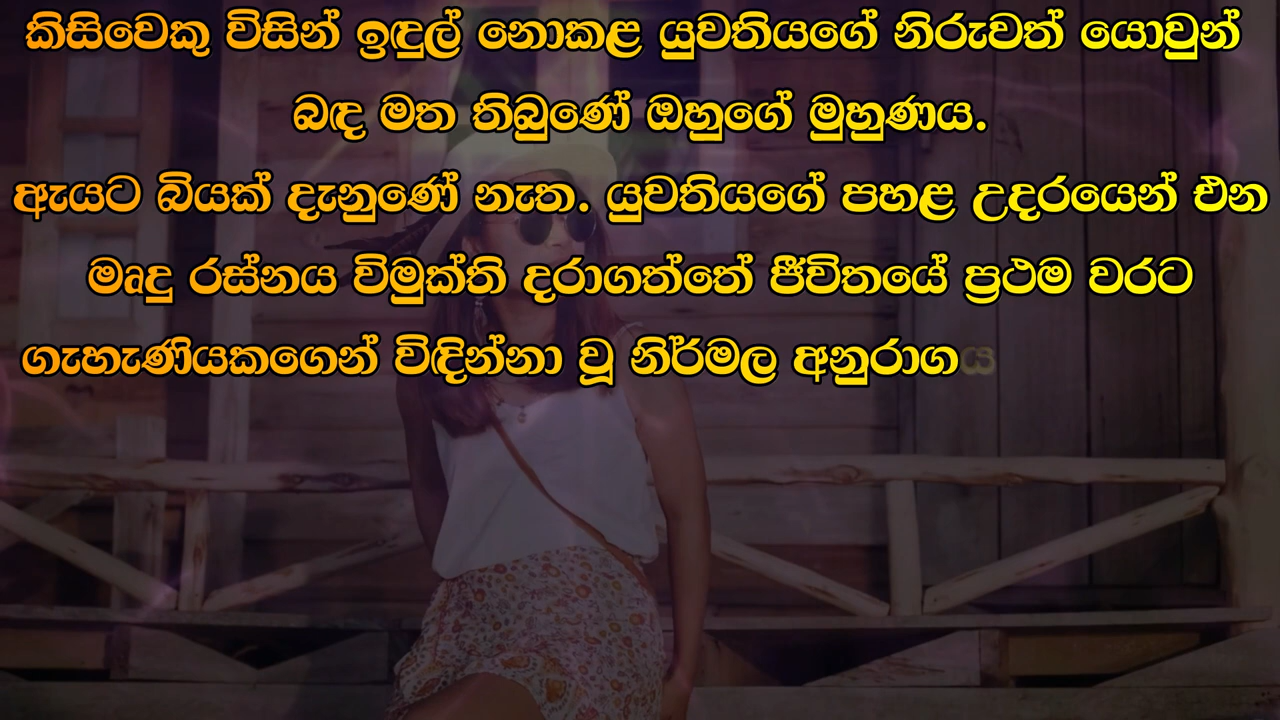 කිසිවෙකු විසින් ඉඳුල් නොකළ යුවතියගේ නිරුවත් යොවුන්
බඳ මත තිබුණේ ඔහුගේ මුහුණය.
ඇයට බියක් දැනුණේ නැත. යුවතියගේ පහළ උදරයෙන් එන
මෘදු රස්නය විමුක්ති දරාගත්තේ ජීවිතයේ ප්‍රථම වරට
ගැහැණියකගෙන් විඳින්නා වූ නිර්මල අනුරාගය